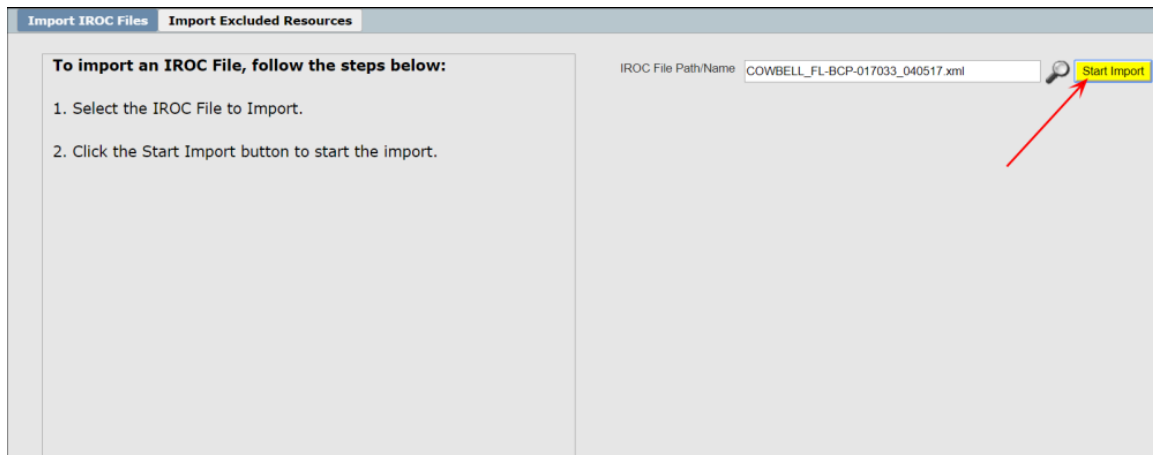 Import IROC Files Import Excluded Resources
To import an IROC File, follow the steps below:
IROC File Path/Name COWBELL_FL-BCP-017033_040517.xml Start Import
1. Select the IROC File to Import.
2. Click the Start Import button to start the import.